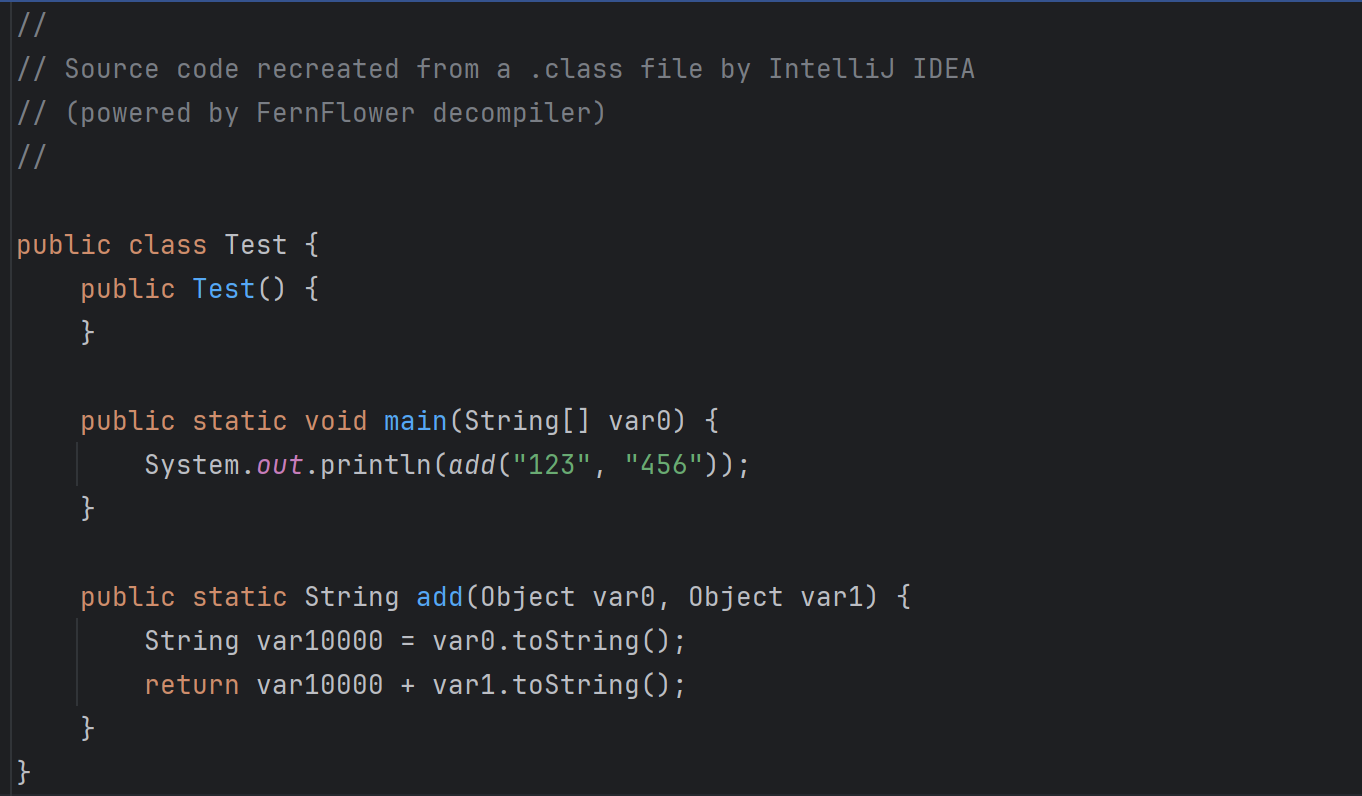 //
// Source code recreated from a .class file by IntelliJ IDEA
// (powered by FernFlower decompiler)
//

public class Test {
    public Test() {
    }

    public static void main(String[] var0) {
        System.out.println(add("123", "456"));
    }

    public static String add(Object var0, Object var1) {
        String var10000 = var0.toString();
        return var10000 + var1.toString();
    }
}